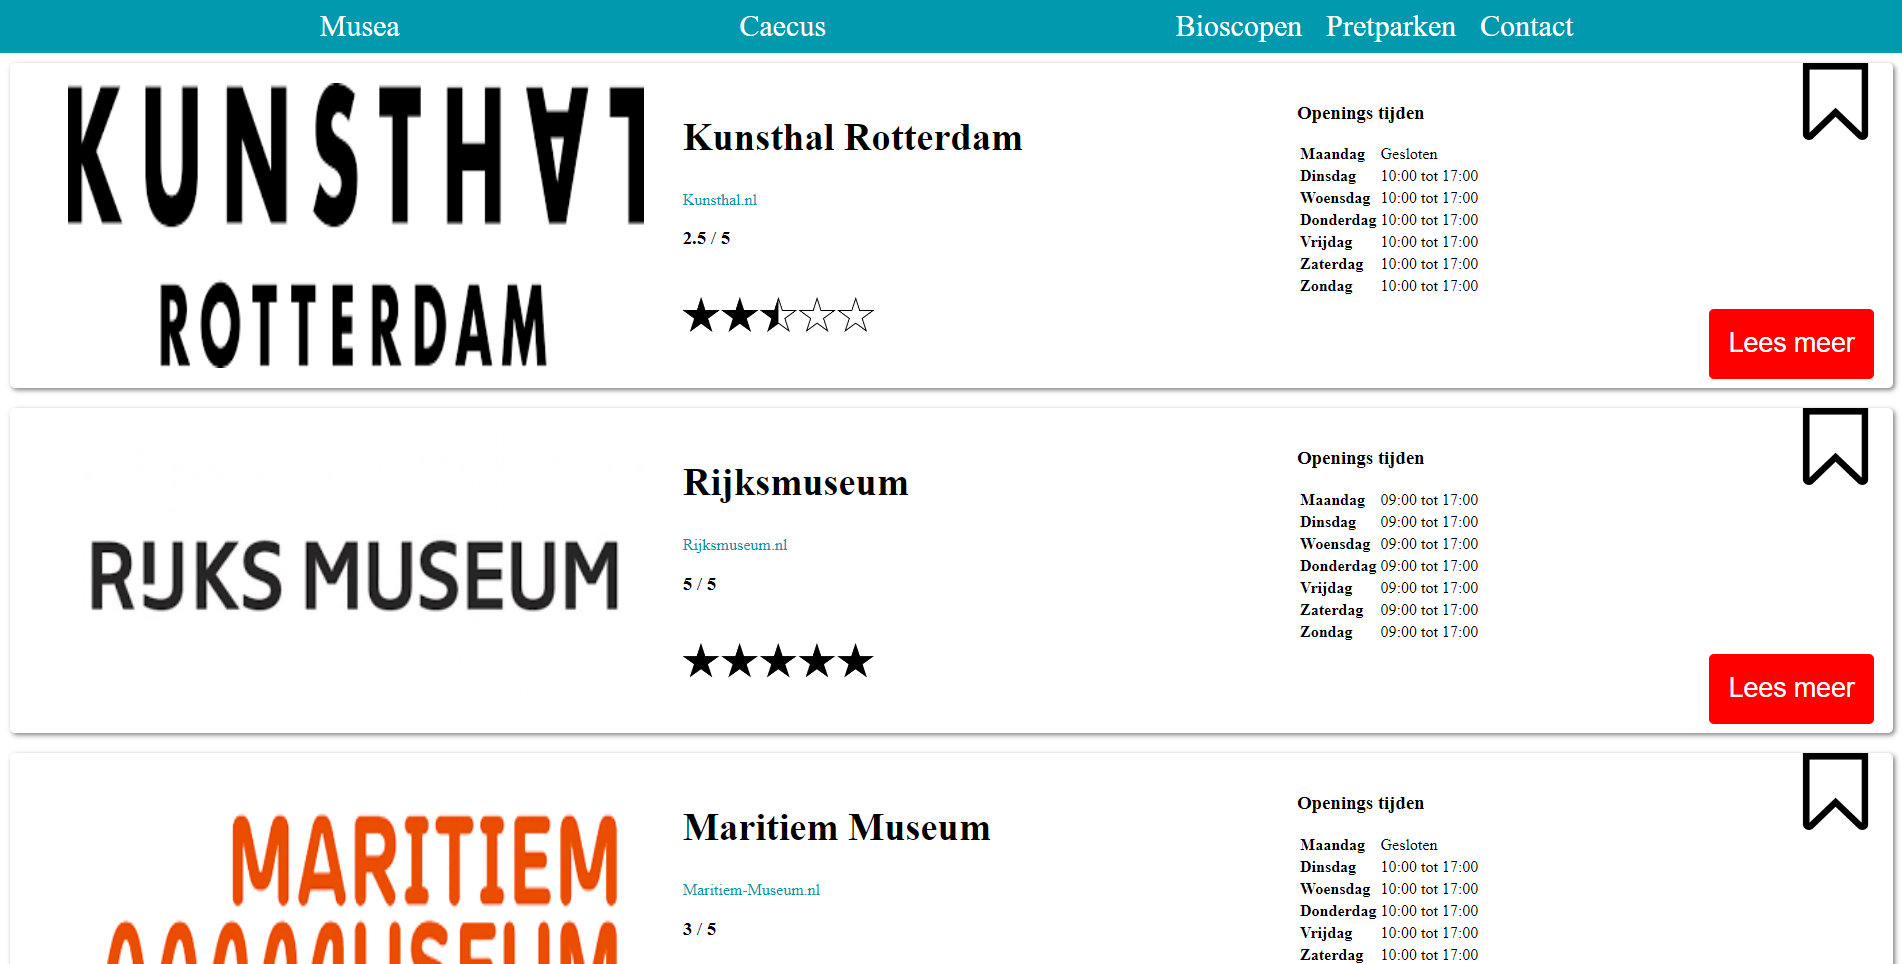 Musea Caecus Bioscopen Pretparken Contact
KUNSTHAL
ROTTERDAM
Kunsthal Rotterdam
Kunsthal.nl
2.5 / 5
Openings tijden
Maandag Gesloten
Dinsdag 10:00 tot 17:00
Woensdag 10:00 tot 17:00
Donderdag 10:00 tot 17:00
Vrijdag 10:00 tot 17:00
Zaterdag 10:00 tot 17:00
Zondag 10:00 tot 17:00
Lees meer
RIJKS MUSEUM
Rijksmuseum
Rijksmuseum.nl
5 / 5
Openings tijden
Maandag 09:00 tot 17:00
Dinsdag 09:00 tot 17:00
Woensdag 09:00 tot 17:00
Donderdag 09:00 tot 17:00
Vrijdag 09:00 tot 17:00
Zaterdag 09:00 tot 17:00
Zondag 09:00 tot 17:00
Lees meer
MARITIEM
Maritiem Museum
Maritiem-Museum.nl
3 / 5
Openings tijden
Maandag Gesloten
Dinsdag 10:00 tot 17:00
Woensdag 10:00 tot 17:00
Donderdag 10:00 tot 17:00
Vrijdag 10:00 tot 17:00
Zaterdag 10:00 tot 17:00